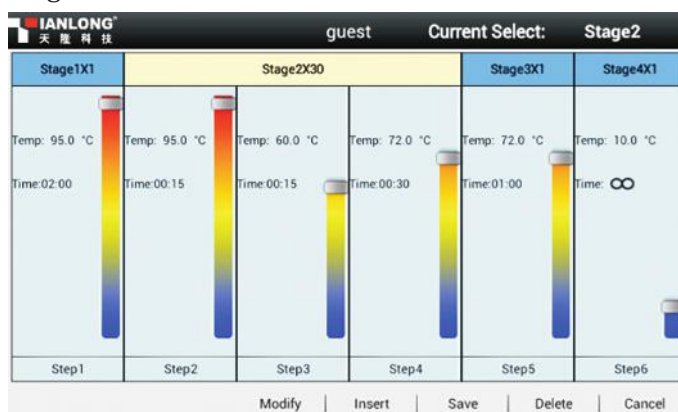 TIANLONG
天隆科技
guest Current Select: Stage2
Stage1X1 Stage2X30 Stage3X1 Stage4X1
Temp: 95.0 °C Temp: 95.0 °C Temp: 60.0 °C Temp: 72.0 °C Temp: 72.0 °C Temp: 10.0 °C
Time:02:00 Time:00:15 Time:00:15 Time:00:30 Time:01:00 Time: ∞
Step1 Step2 Step3 Step4 Step5 Step6
Modify | Insert | Save | Delete | Cancel